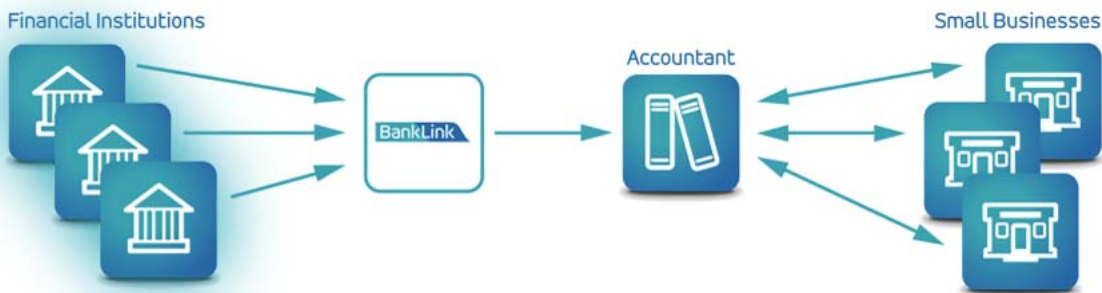 Financial Institutions
Small Businesses
Accountant
BankLink